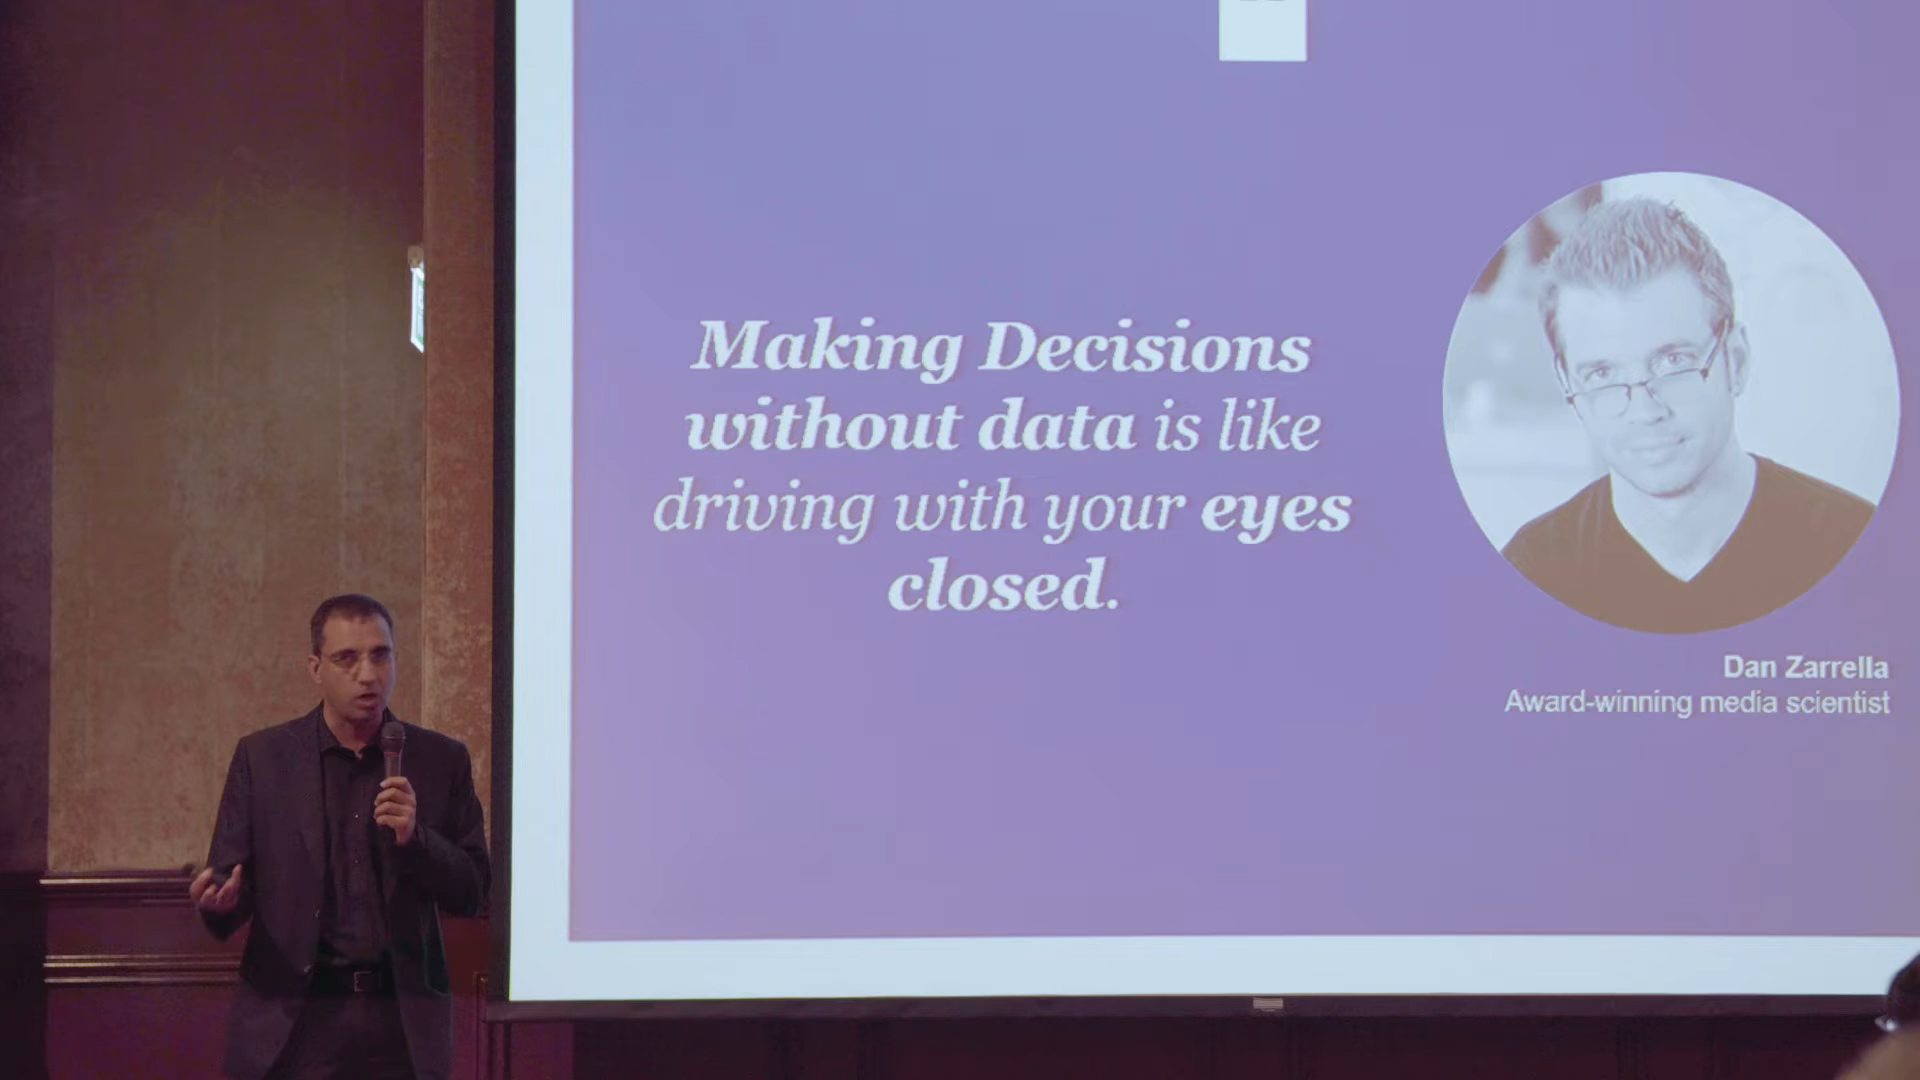 Making Decisions
without data is like
driving with your eyes
closed.
Dan Zarrella
Award-winning media scientist